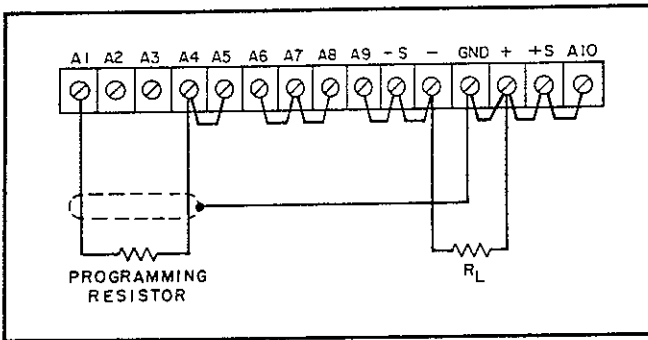 A1 A2 A3 A4 A5 A6 A7 A8 A9 -S - GND + +S A10
PROGRAMMING
RESISTOR
RL